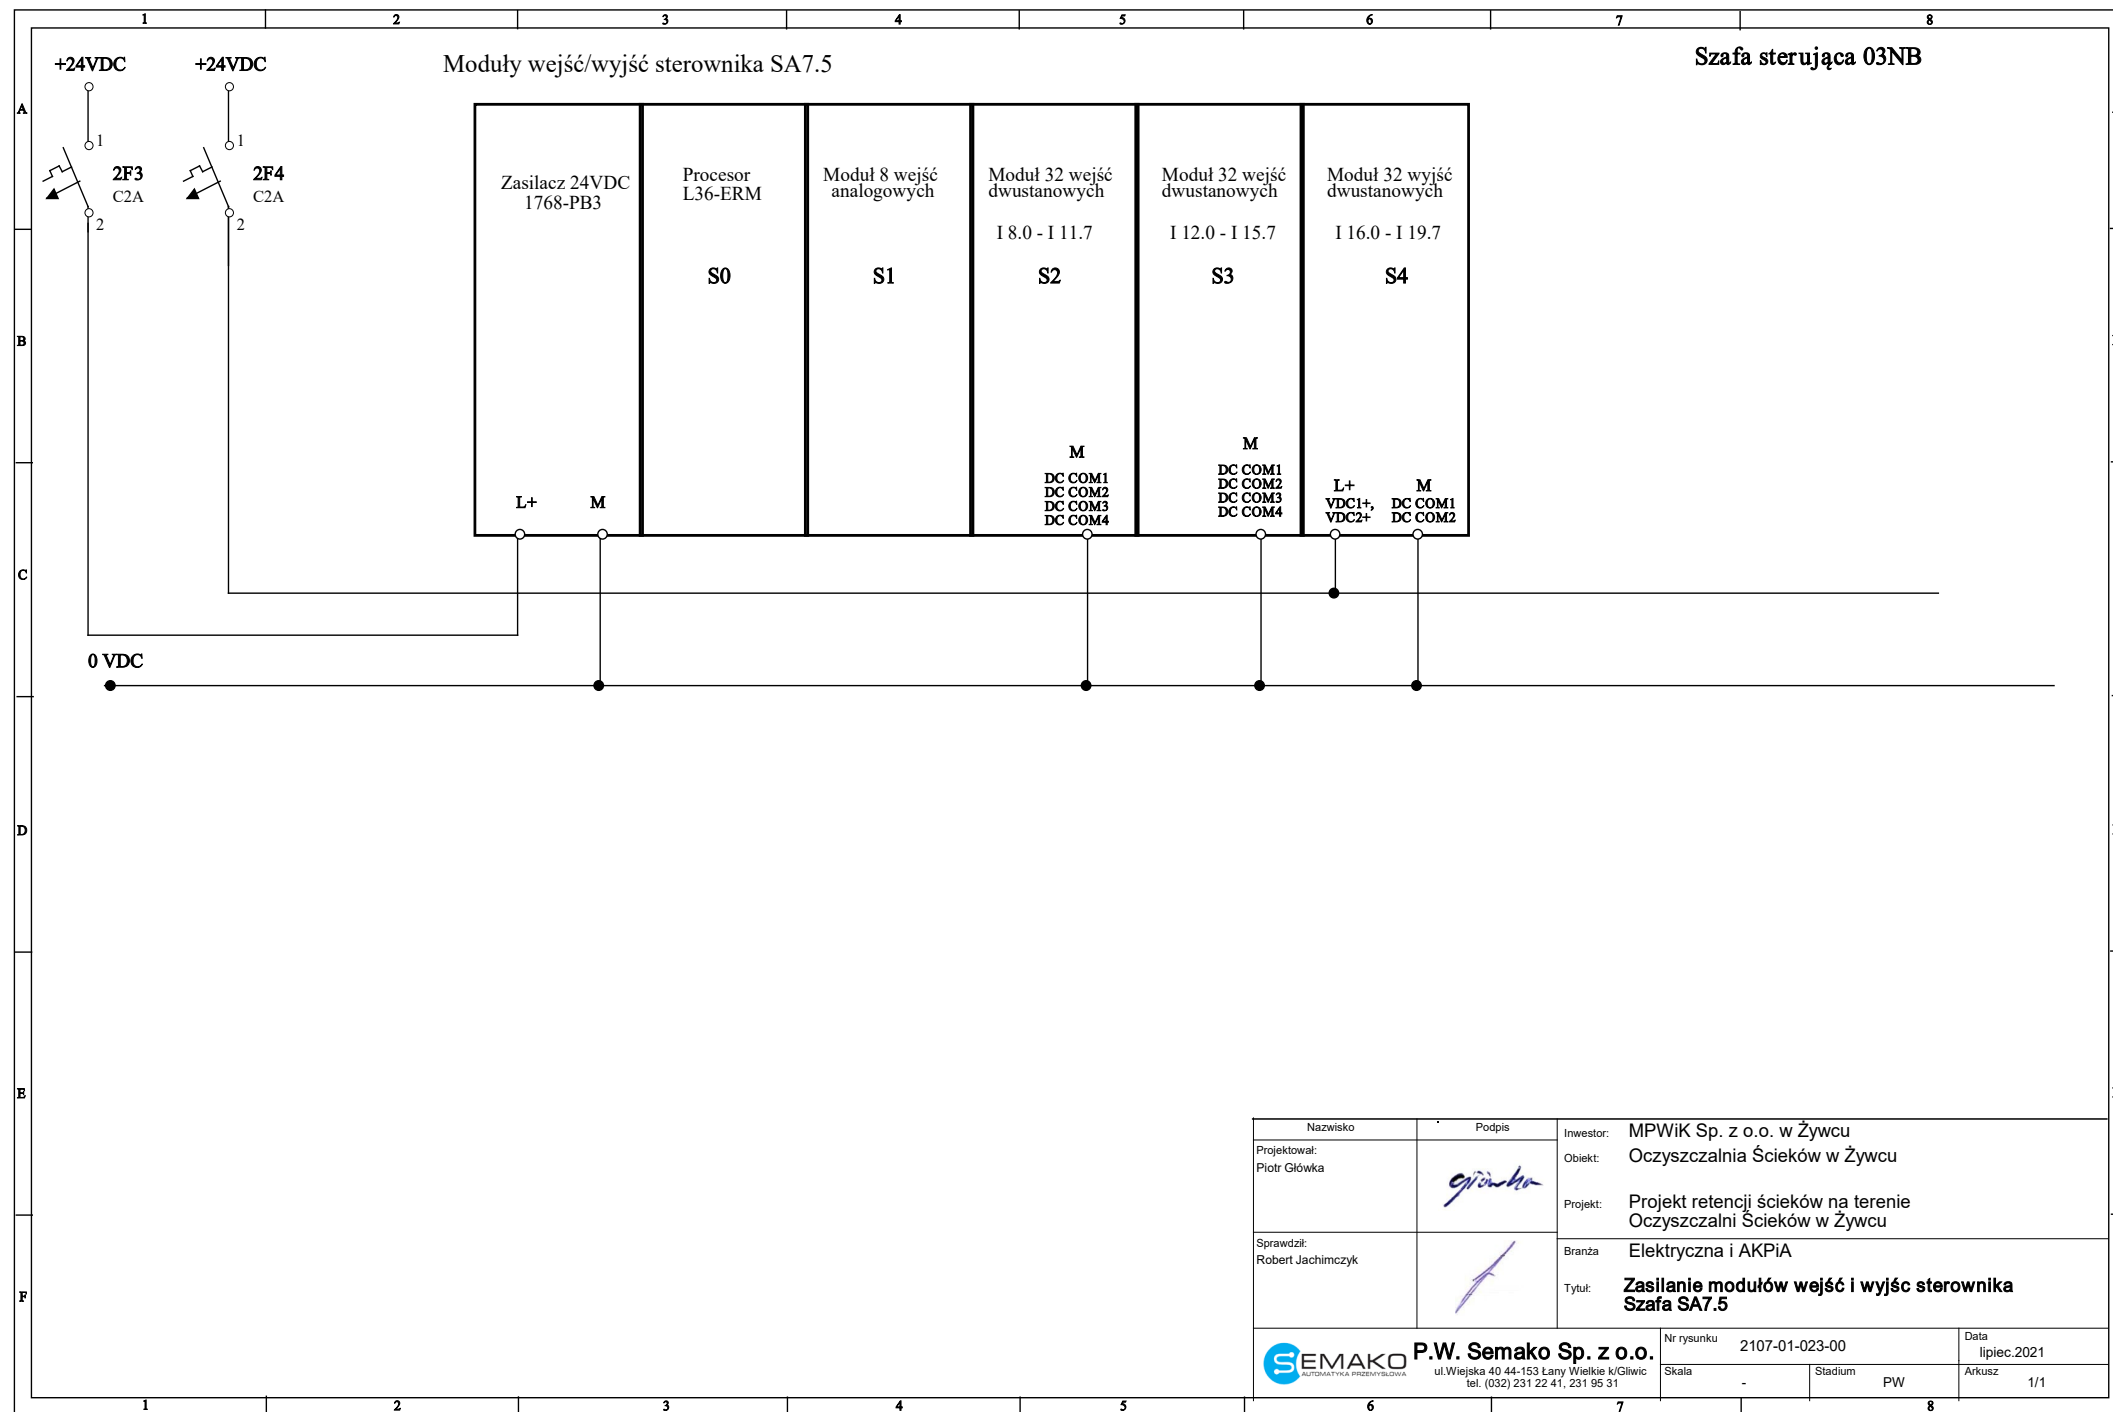 1 2 3 4 5 6 7 8
+24VDC
+24VDC
Moduły wejść/wyjść sterownika SA7.5
Szafa sterująca 03NB
A
1
2F3
C2A
2
1
2F4
C2A
2
Zasilacz 24VDC
1768-PB3
L+
M
Procesor
L36-ERM
S0
Moduł 8 wejść
analogowych
S1
Moduł 32 wejść
dwustanowych
I 8.0 - I 11.7
S2
M
DC COM1
DC COM2
DC COM3
DC COM4
Moduł 32 wejść
dwustanowych
I 12.0 - I 15.7
S3
M
DC COM1
DC COM2
DC COM3
DC COM4
Moduł 32 wyjść
dwustanowych
I 16.0 - I 19.7
S4
L+
VDC1+,
VDC2+
M
DC COM1
DC COM2
B
C
0 VDC
D
E
F
Nazwisko
Podpis
Projektował:
Piotr Główka
Główka
Sprawdził:
Robert Jachimczyk
Inwestor: MPWiK Sp. z o.o. w Żywcu
Obiekt: Oczyszczalnia Ścieków w Żywcu
Projekt: Projekt retencji ścieków na terenie
Oczyszczalni Ścieków w Żywcu
Branża Elektryczna i AKPiA
Tytuł: Zasilanie modułów wejść i wyjśc sterownika
Szafa SA7.5
SEMAKO
AUTOMATYKA PRZEMYSŁOWA
P.W. Semako Sp. z o.o.
ul.Wiejska 40 44-153 Łany Wielkie k/Gliwic
tel. (032) 231 22 41, 231 95 31
Nr rysunku 2107-01-023-00
Data
lipiec.2021
Skala
-
Stadium
PW
Arkusz
1/1
1 2 3 4 5 6 7 8